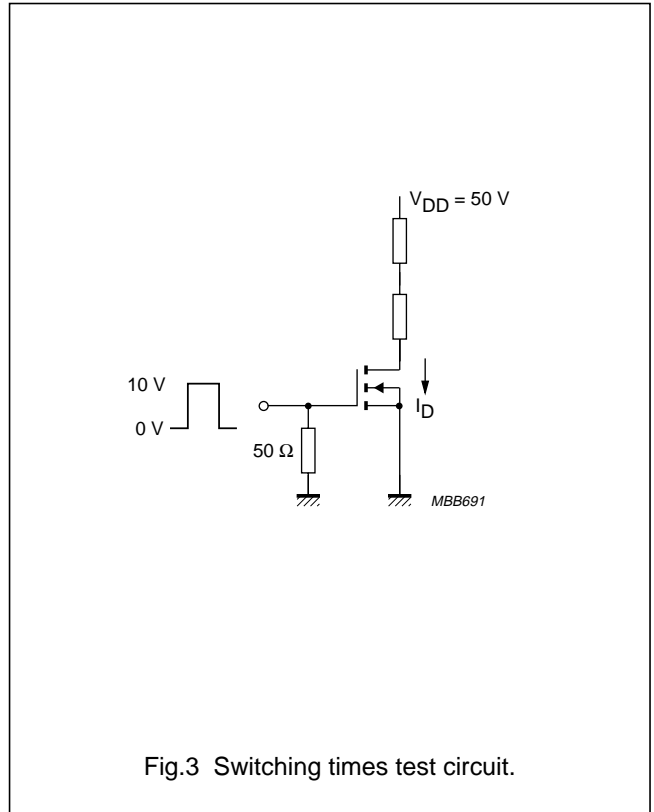 V_DD = 50 V
10 V
0 V
I_D
50 Ω
MBB691
Fig.3 Switching times test circuit.